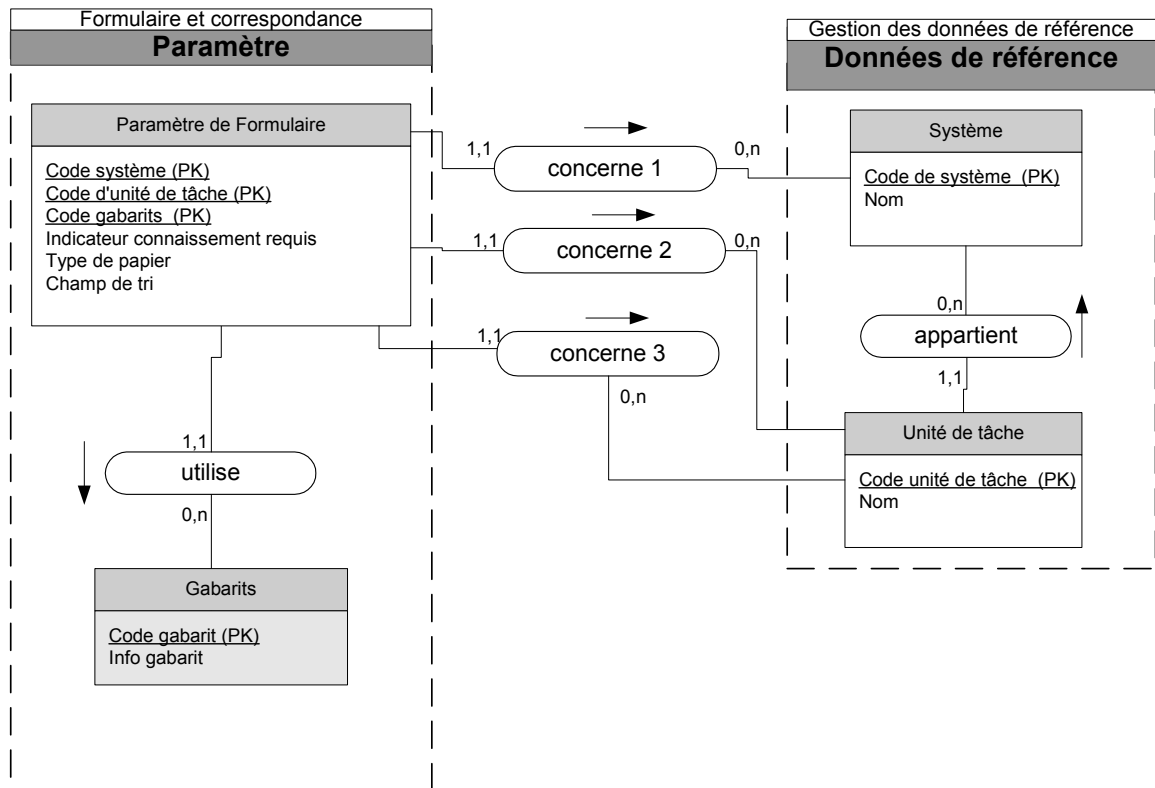 Formulaire et correspondance
Paramètre
Gestion des données de référence
Données de référence
Paramètre de Formulaire
Code système (PK)
Code d'unité de tâche (PK)
Code gabarits (PK)
Indicateur connaissement requis
Type de papier
Champ de tri
1,1
concerne 1
0,n
Système
Code de système (PK)
Nom
1,1
concerne 2
0,n
1,1
concerne 3
0,n
0,n
appartient
1,1
Unité de tâche
Code unité de tâche (PK)
Nom
1,1
utilise
0,n
Gabarits
Code gabarit (PK)
Info gabarit